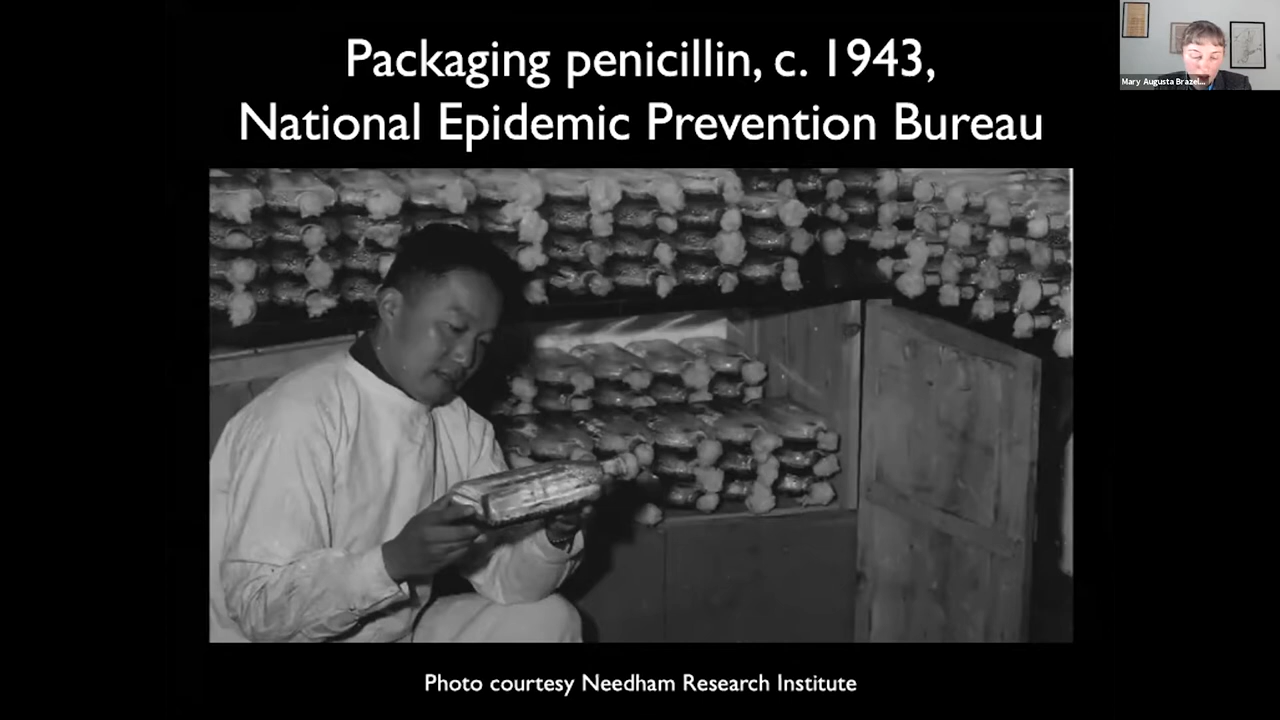 Packaging penicillin, c. 1943,
National Epidemic Prevention Bureau
Mary Augusta Brazel...
Photo courtesy Needham Research Institute